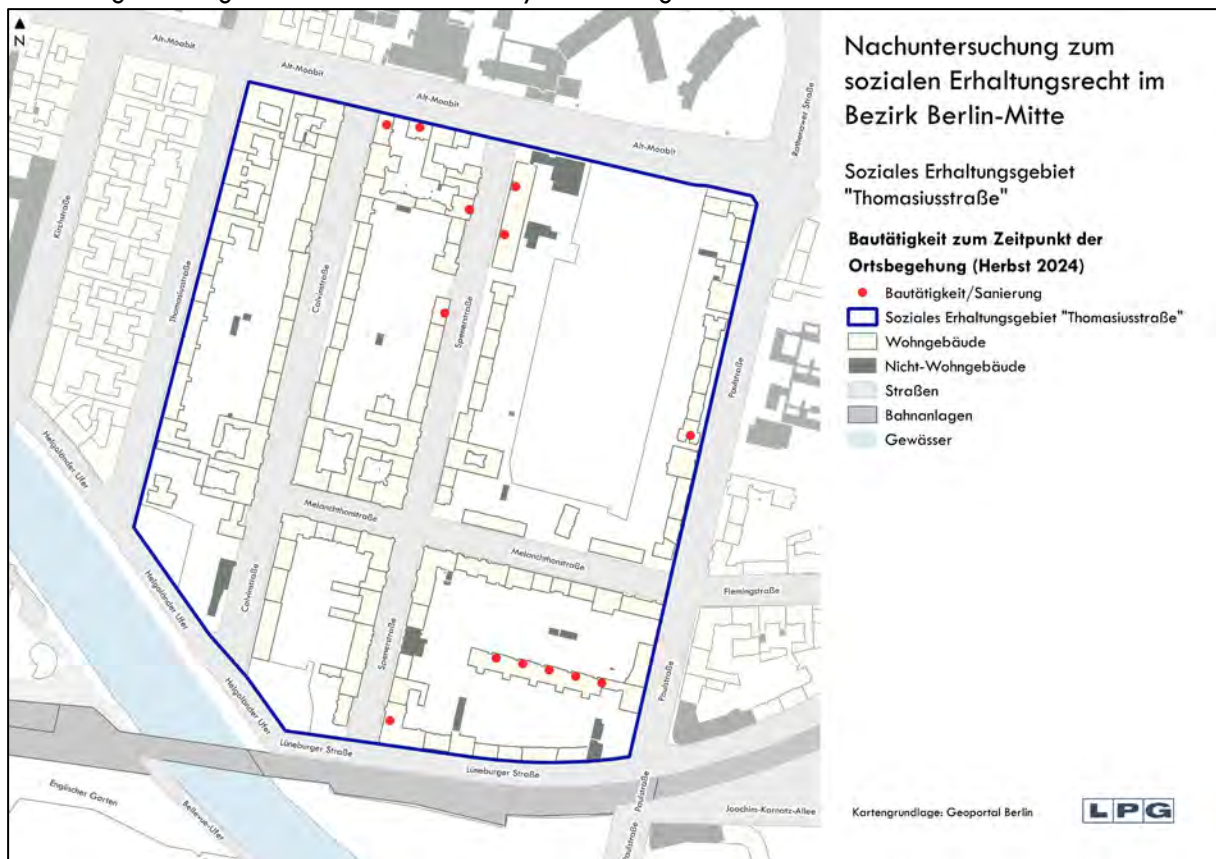 N
Alt-Moabit
Alt-Moabit
Alt-Moabit
Alt-Moabit
Rathenower Straße
Kirchstraße
Thomasiusstraße
Calvinstraße
Spenerstraße
Paulstraße
Helgoländer Ufer
Melanchthonstraße
Melanchthonstraße
Flemingstraße
Helgoländer Ufer
Calvinstraße
Spenerstraße
Paulstraße
Helgoländer Ufer
Lüneburger Straße
Lüneburger Straße
Englischer Garten
Bellevue-Ufer
Paulstraße
Paulstraße
Joachim-Karnatz-Allee
Nachuntersuchung zum
sozialen Erhaltungsrecht im
Bezirk Berlin-Mitte
Soziales Erhaltungsgebiet
"Thomasiusstraße"
Bautätigkeit zum Zeitpunkt der
Ortsbegehung (Herbst 2024)
Bautätigkeit/Sanierung
Soziales Erhaltungsgebiet "Thomasiusstraße"
Wohngebäude
Nicht-Wohngebäude
Straßen
Bahnanlagen
Gewässer
Kartengrundlage: Geoportal Berlin
LPG